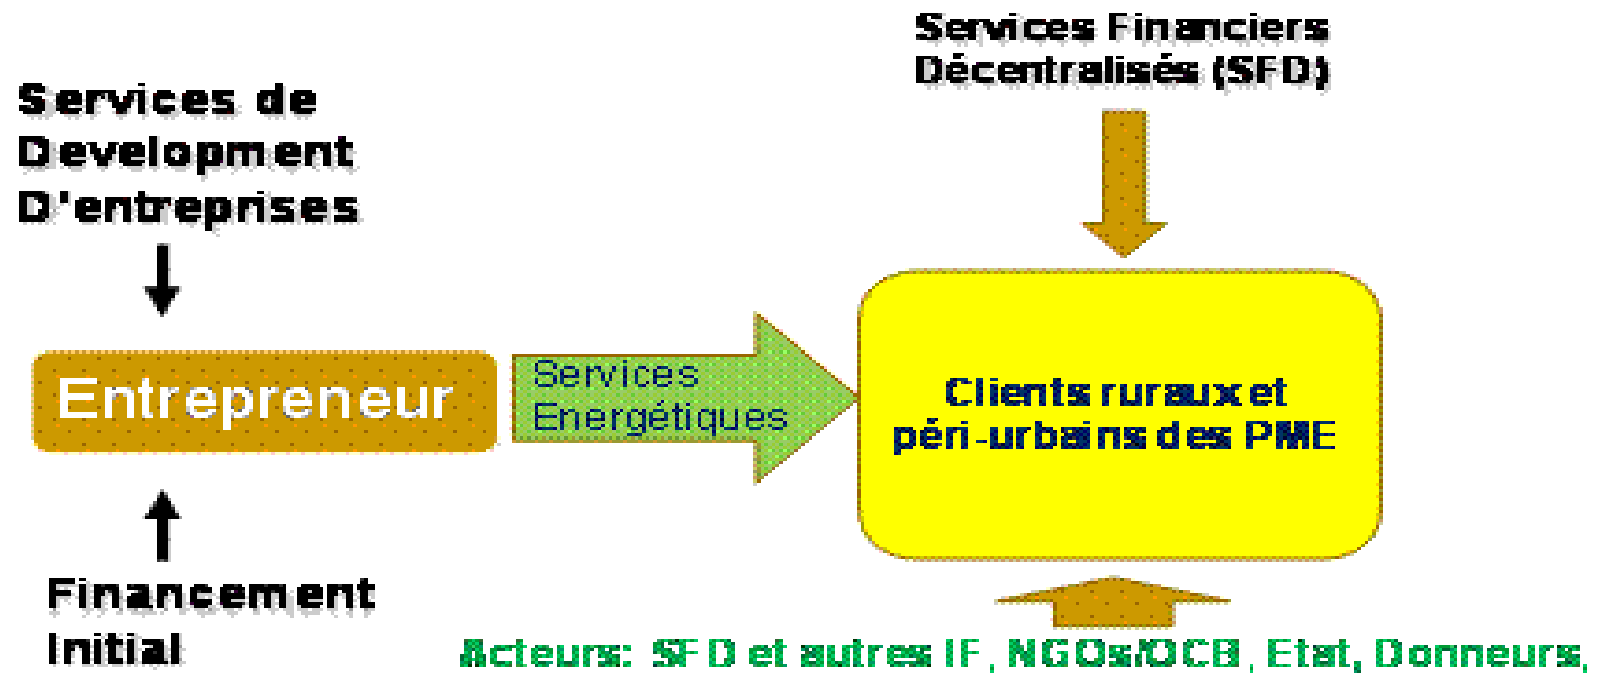 Services Financiers
Décentralisés (SFD)
Services de
Development
D'entreprises
Entrepreneur
Services
Energétiques
Clients ruraux et
péri-urbains des PME
Financement
Initial
Acteurs: SFD et autres IF, NGOs/OCB, Etat, Donneurs,